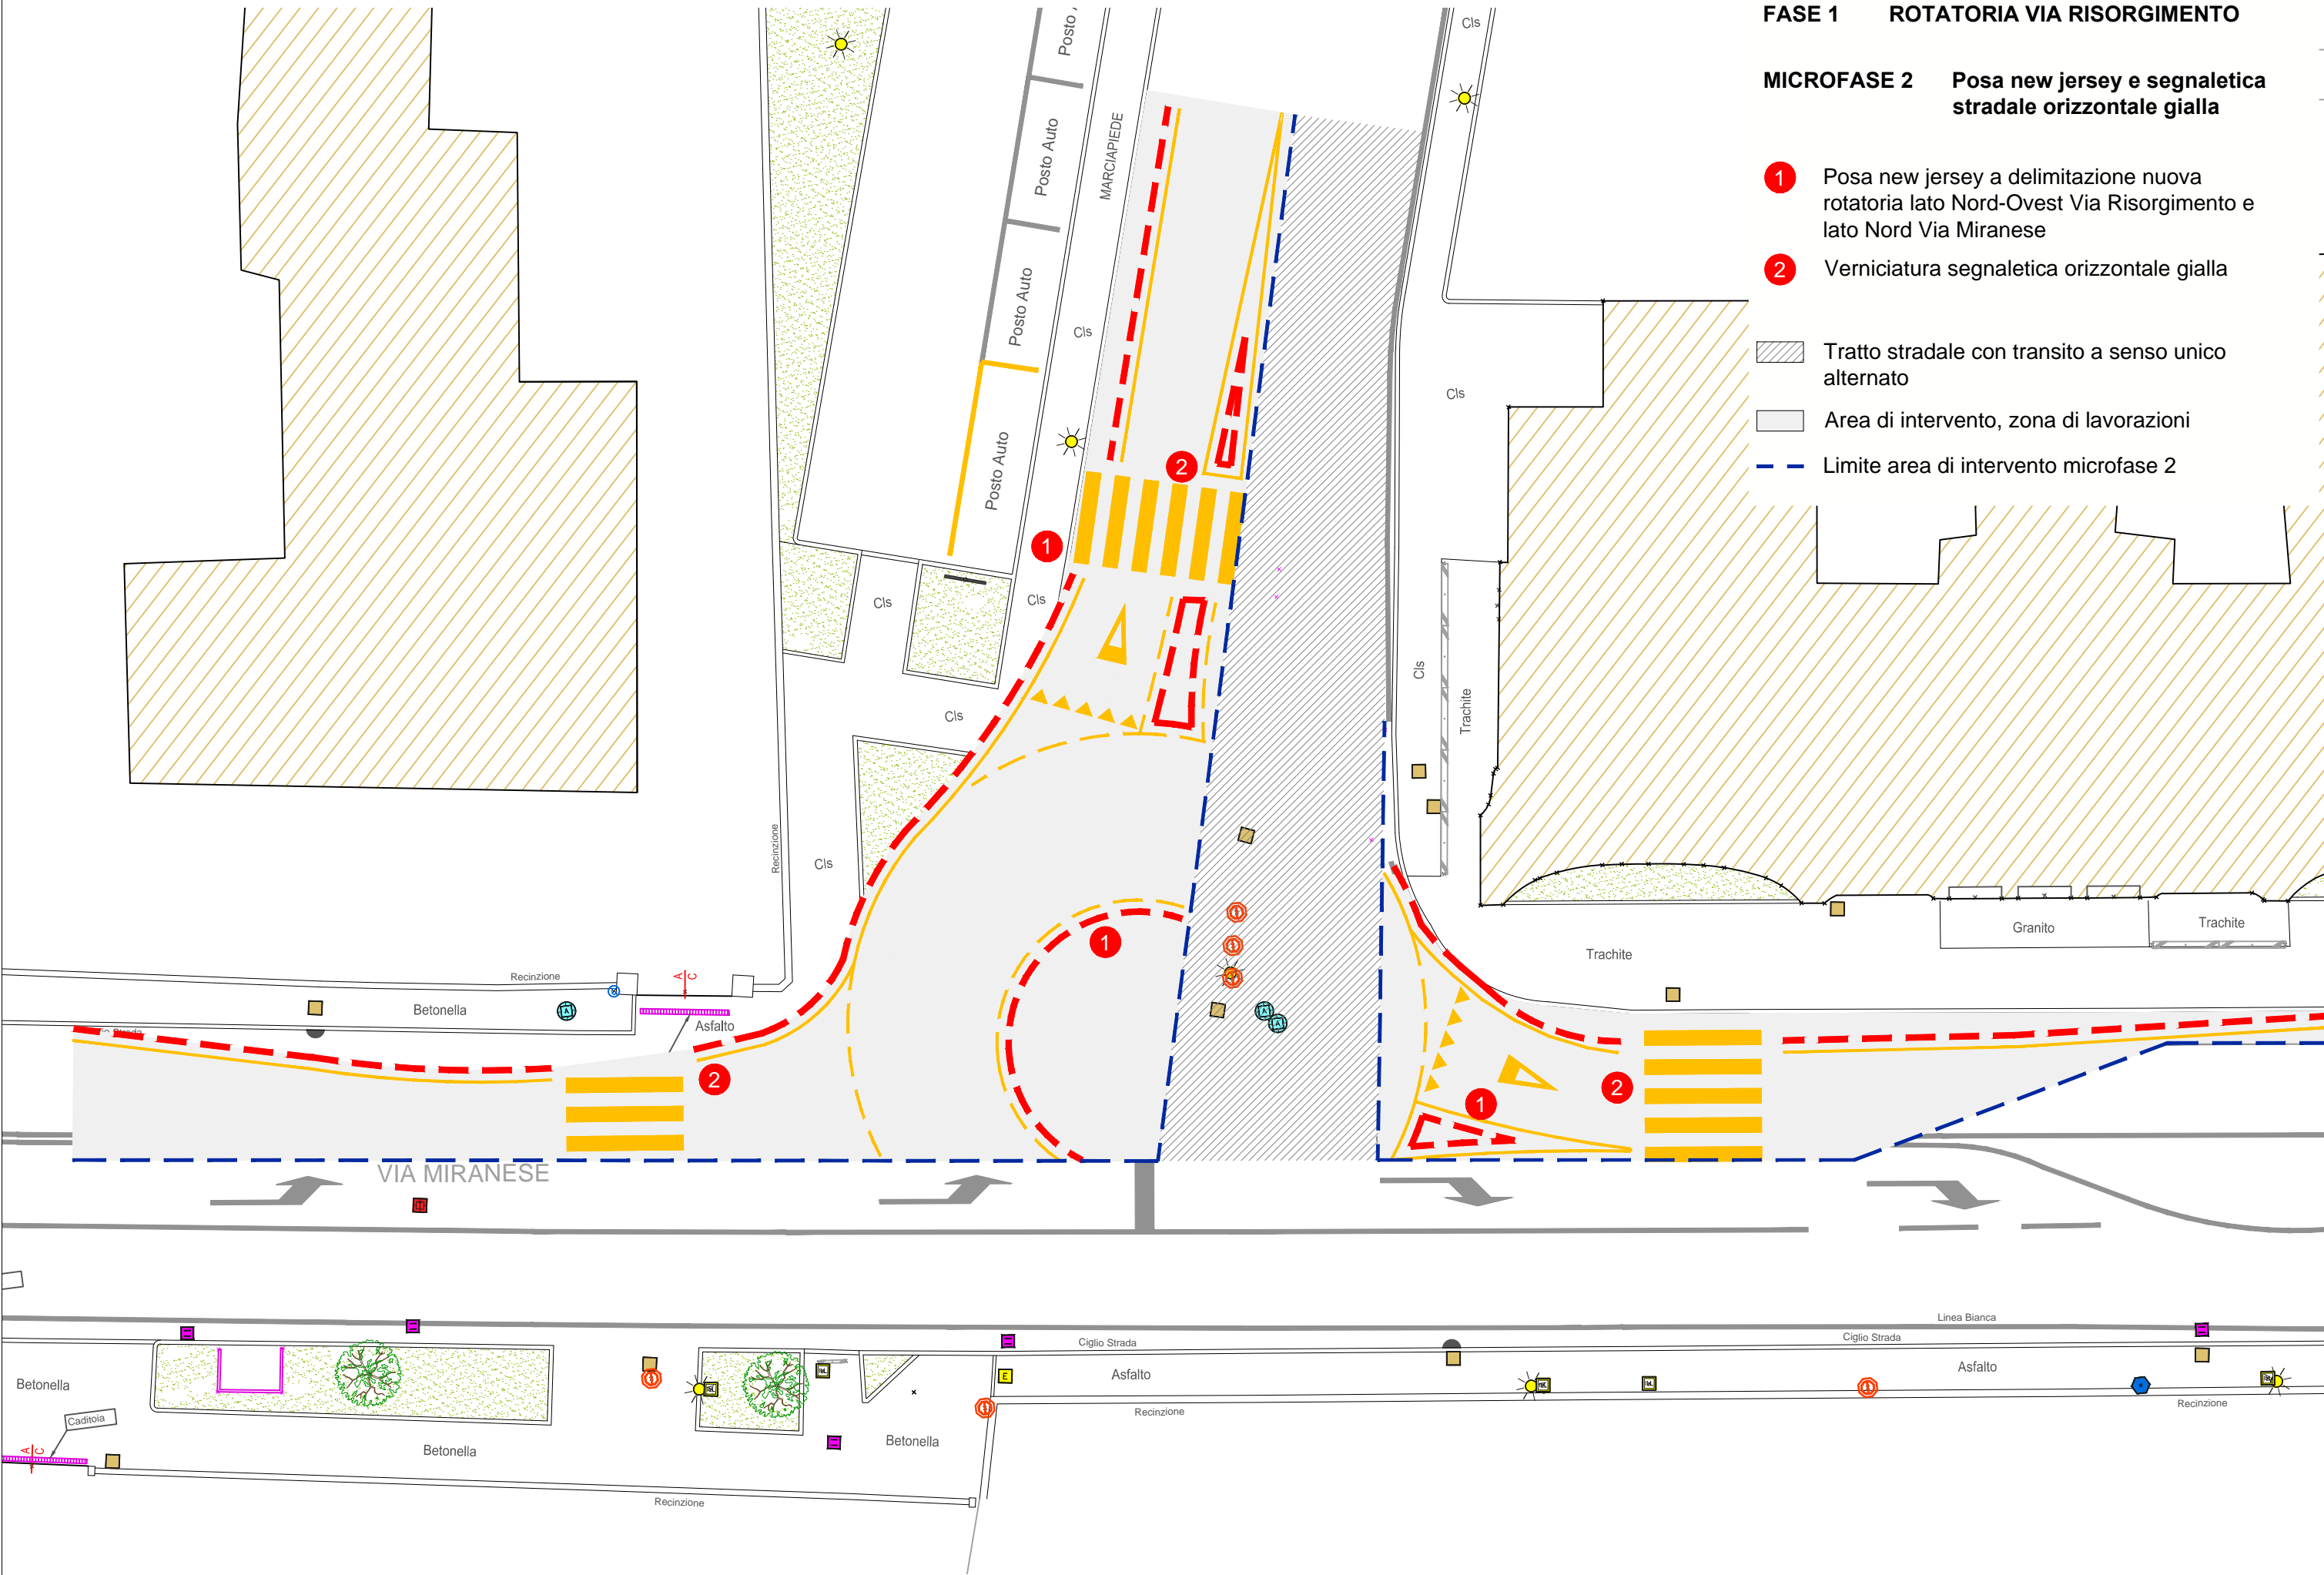 FASE 1 ROTATORIA VIA RISORGIMENTO
MICROFASE 2 Posa new jersey e segnaletica
stradale orizzontale gialla
1 Posa new jersey a delimitazione nuova
rotatoria lato Nord-Ovest Via Risorgimento e
lato Nord Via Miranese
2 Verniciatura segnaletica orizzontale gialla
Tratto stradale con transito a senso unico
alternato
Area di intervento, zona di lavorazioni
Limite area di intervento microfase 2
Posto
Posto Auto
Posto Auto
Posto Auto
MARCIAPIEDE
Cls
Cls
Cls
Cls
2
1
Cls
Cls
Cls
Cls
Trachite
Recinzione
Cls
1
Granito
Trachite
Trachite
Recinzione
A
C
Betonella
A
Asfalto
A
A
Strada
2
2
1
VIA MIRANESE
Linea Bianca
Ciglio Strada
Ciglio Strada
Betonella
E
Asfalto
Asfalto
Caditoia
Recinzione
Recinzione
Betonella
Betonella
A
C
Recinzione